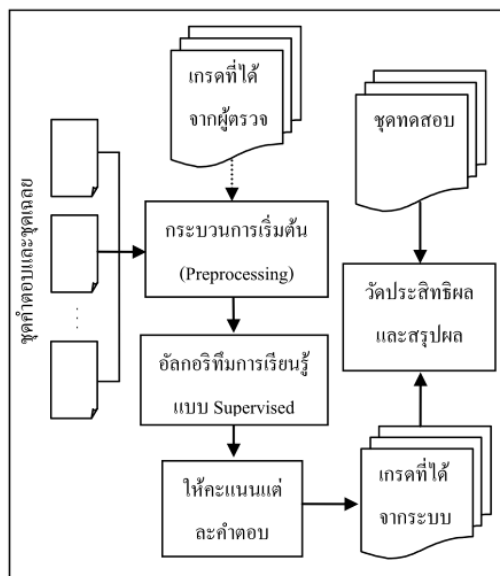 เกรดที่ได้
จากผู้ตรวจ
ชุดทดสอบ
ชุดคำตอบและชุดเฉลย
กระบวนการเริ่มต้น
(Preprocessing)
วัดประสิทธิผล
และสรุปผล
อัลกอริทึมการเรียนรู้
แบบ Supervised
ให้คะแนนแต่
ละคำตอบ
เกรดที่ได้
จากระบบ